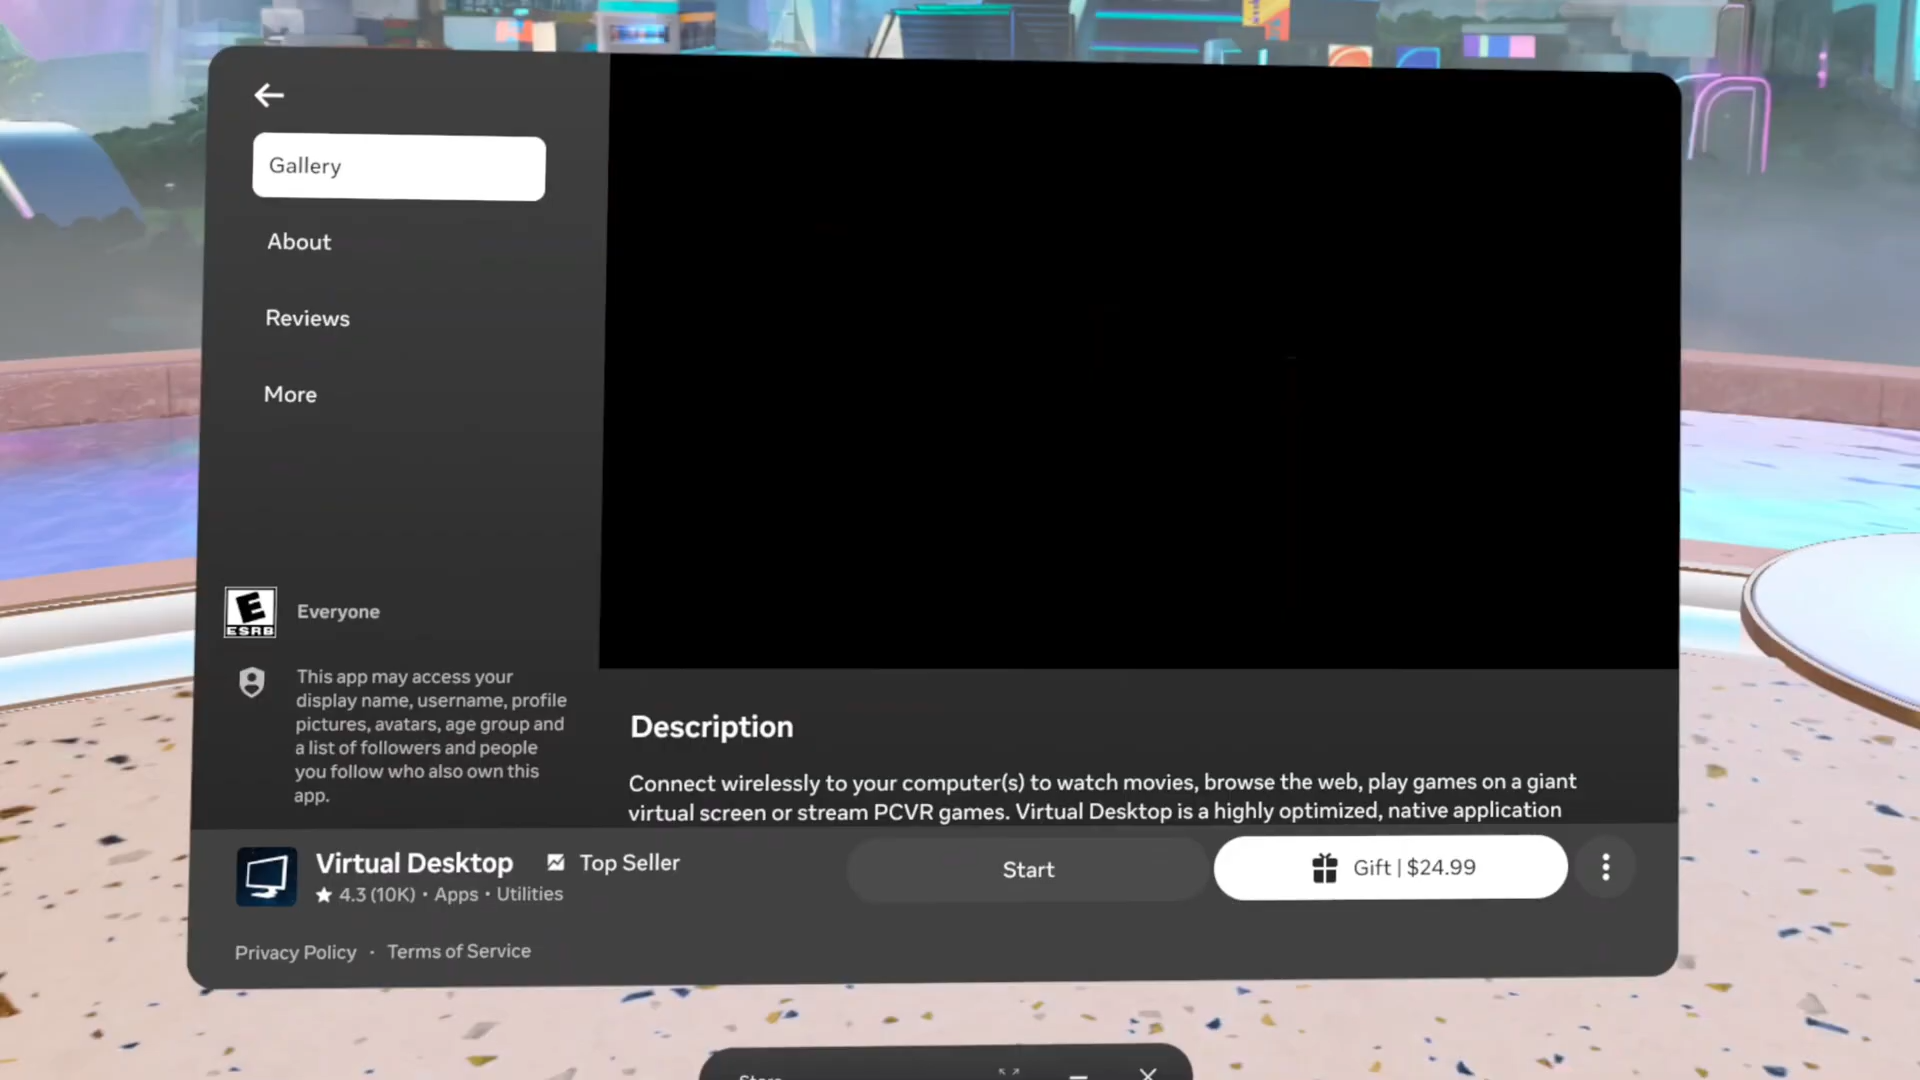 Gallery
About
Reviews
More
E
ESRB
Everyone
This app may access your
display name, username, profile
pictures, avatars, age group and
a list of followers and people
you follow who also own this
app.
Description
Connect wirelessly to your computer(s) to watch movies, browse the web, play games on a giant
virtual screen or stream PCVR games. Virtual Desktop is a highly optimized, native application
Virtual Desktop Top Seller
4.3 (10K) • Apps • Utilities
Start
Gift | $24.99
Privacy Policy · Terms of Service
Store